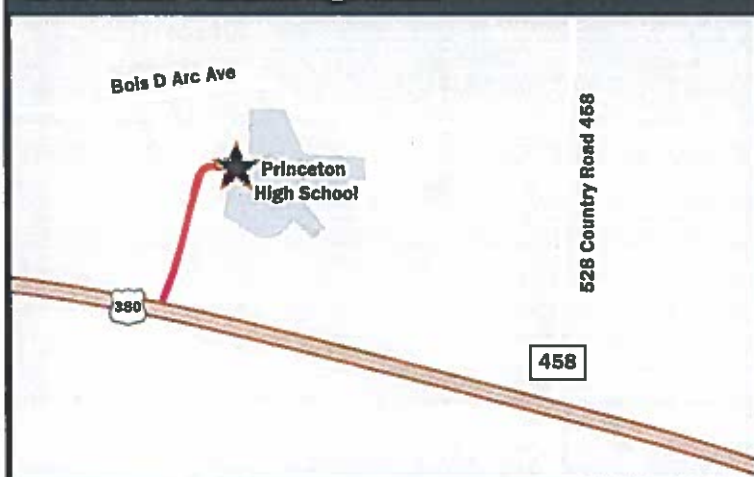 Bois D Arc Ave
Princeton
High School
528 Country Road 458
380
458